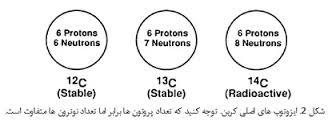 6 Protons 6 Protons 6 Protons
6 Neutrons 7 Neutrons 8 Neutrons
¹²C ¹³C ¹⁴C
(Stable) (Stable) (Radioactive)
شکل 2. ایزوتوپ های اصلی کربن. توجه کنید که تعداد پروتون ها برابر اما تعداد نوترون ها متفاوت است.